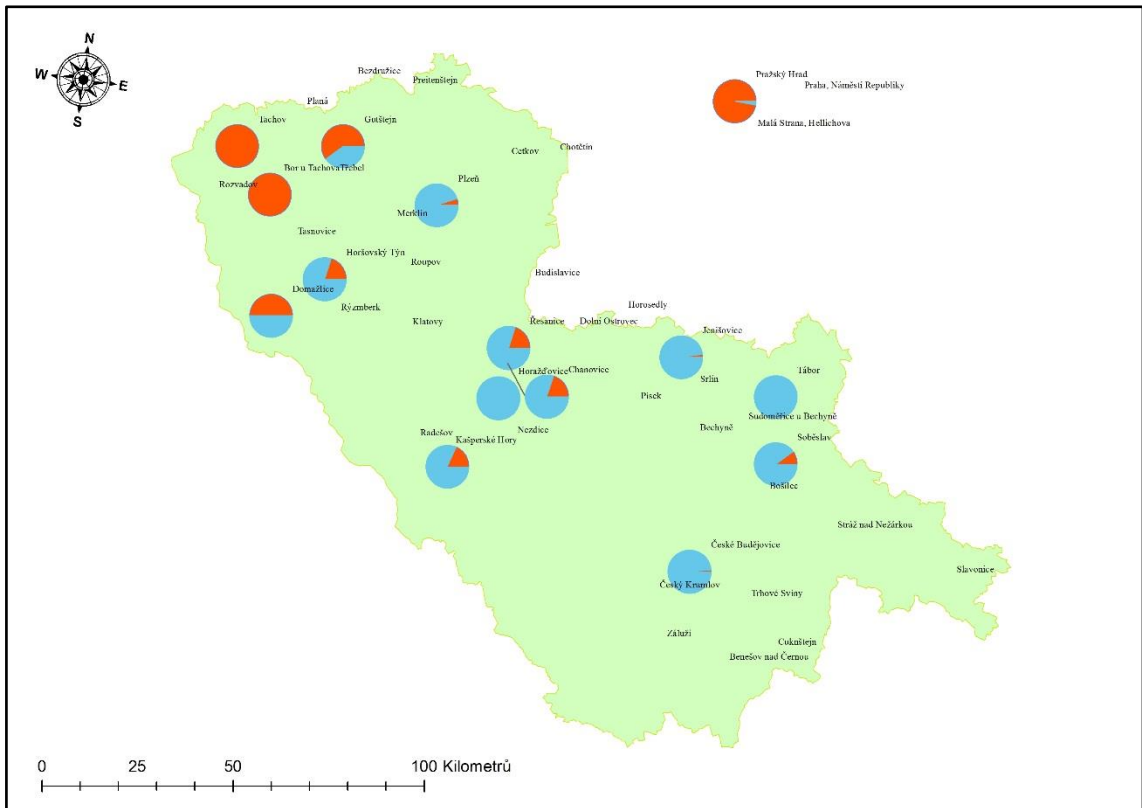 N
W
E
S
Bezdružice
Preitenštejn
Planá
Pražský Hrad
Praha, Náměstí Republiky
Malá Strana, Hellichova
Tachov
Gutštejn
Cetkov
Chotětín
Bor u Tachova
Třebel
Rozvadov
Plzeň
Merklín
Tasnovice
Horšovský Týn
Roupov
Budislavice
Domažlice
Rýzmberk
Horosedly
Klatovy
Řesanice
Dolní Ostrovec
Jenišovice
Horažďovice
Chanovice
Srlín
Tábor
Písek
Sudoměřice u Bechyně
Bechyně
Nezdice
Radešov
Kašperské Hory
Soběslav
Bošilec
Stráž nad Nežárkou
České Budějovice
Slavonice
Český Krumlov
Trhové Sviny
Záluží
Cuknštejn
Benešov nad Černou
0 25 50 100 Kilometrů